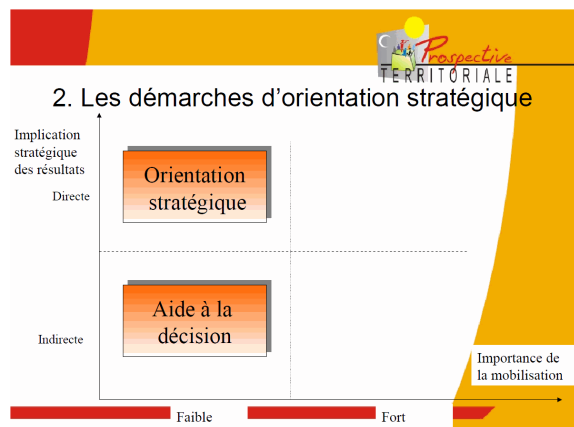 Prospective
TERRITORIALE
2. Les démarches d'orientation stratégique
Implication
stratégique
des résultats
Directe
Orientation
stratégique
Indirecte
Aide à la
décision
Importance de
la mobilisation
Faible
Fort